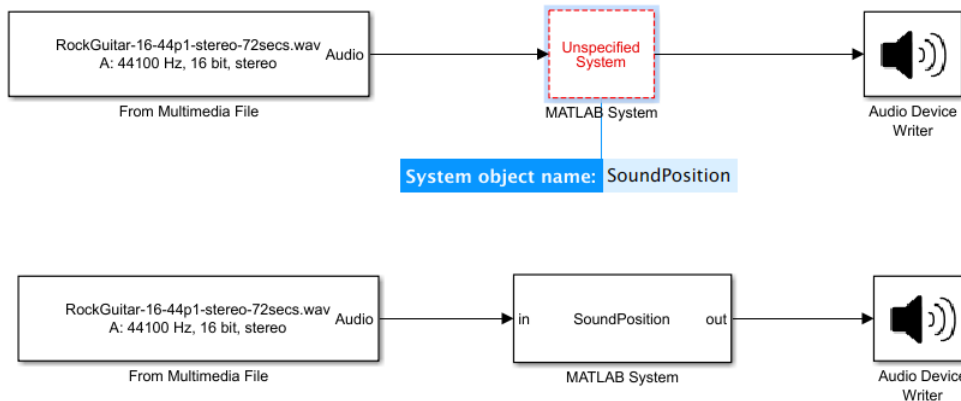 RockGuitar-16-44p1-stereo-72secs.wav
A: 44100 Hz, 16 bit, stereo
Audio
From Multimedia File
Unspecified
System
MATLAB System
System object name: SoundPosition
Audio Device
Writer
RockGuitar-16-44p1-stereo-72secs.wav
A: 44100 Hz, 16 bit, stereo
Audio
From Multimedia File
in SoundPosition out
MATLAB System
Audio Device
Writer